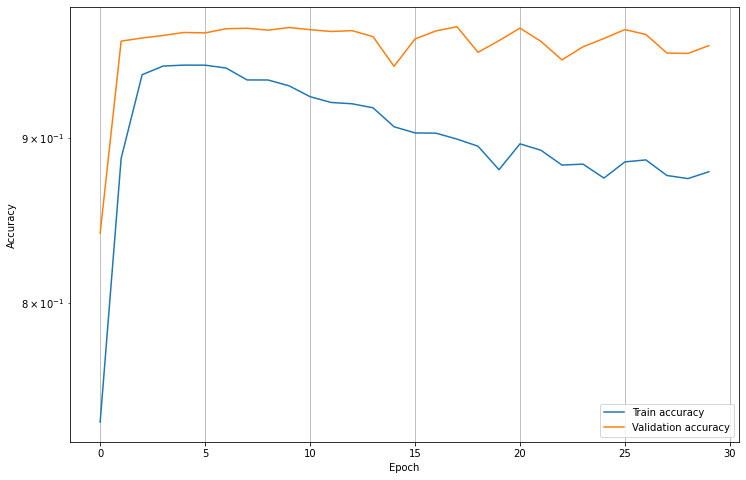 9 × 10⁻¹
8 × 10⁻¹
Accuracy
0 5 10 15 20 25 30
Epoch
Train accuracy
Validation accuracy